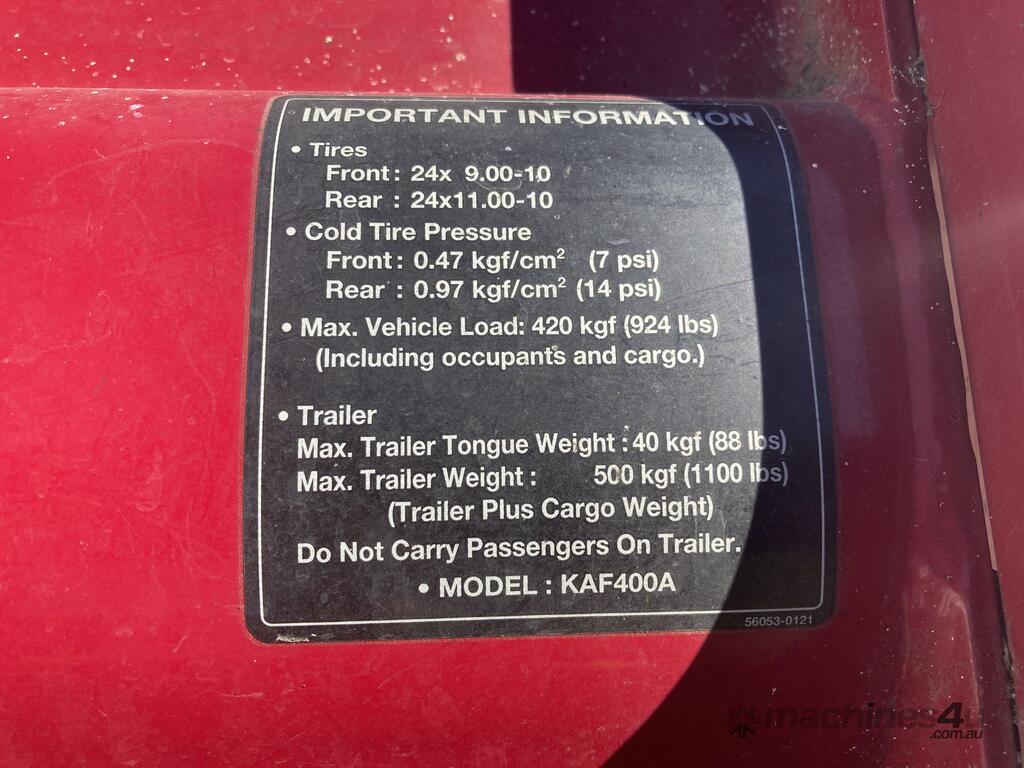 IMPORTANT INFORMATION
• Tires
Front: 24x 9.00-10
Rear : 24x11.00-10
• Cold Tire Pressure
Front: 0.47 kgf/cm² (7 psi)
Rear : 0.97 kgf/cm² (14 psi)
• Max. Vehicle Load: 420 kgf (924 lbs)
(Including occupants and cargo.)
• Trailer
Max. Trailer Tongue Weight : 40 kgf (88 lbs)
Max. Trailer Weight : 500 kgf (1100 lbs)
(Trailer Plus Cargo Weight)
Do Not Carry Passengers On Trailer.
• MODEL : KAF400A
56053-0121
machines4u
.com.au